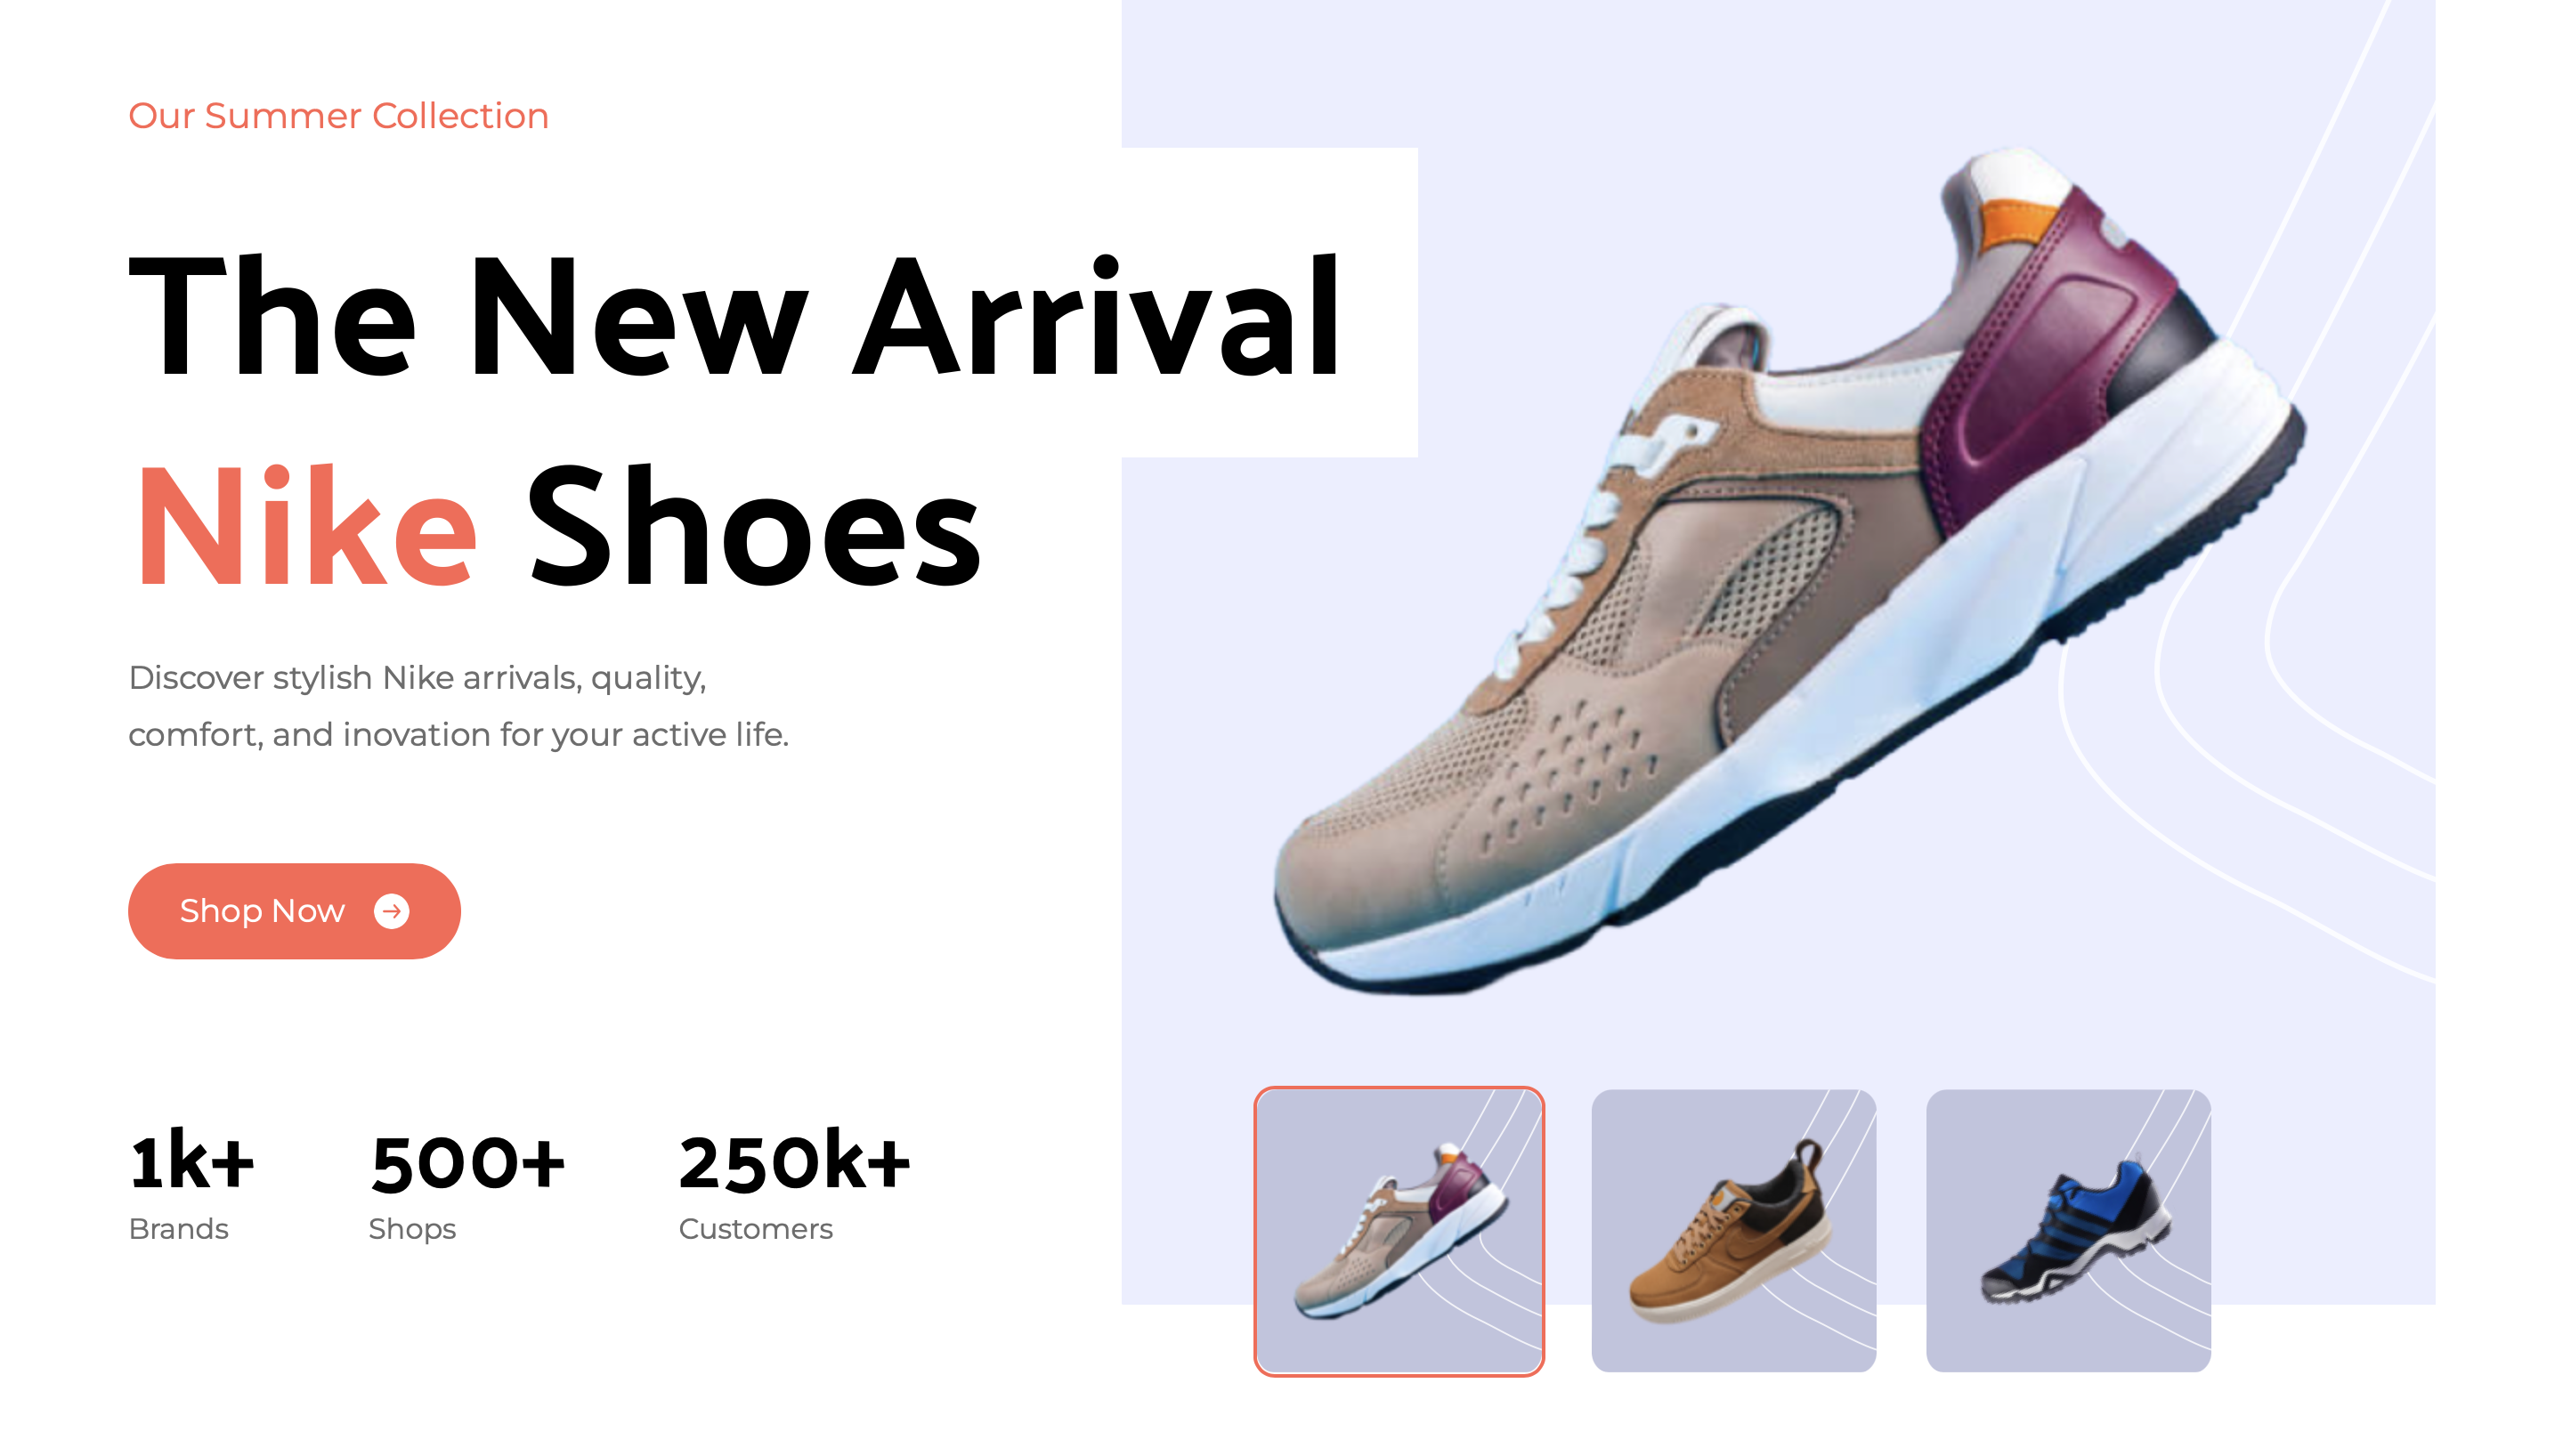 Our Summer Collection
The New Arrival
Nike Shoes
Discover stylish Nike arrivals, quality,
comfort, and inovation for your active life.
Shop Now
1k+ 500+ 250k+
Brands Shops Customers